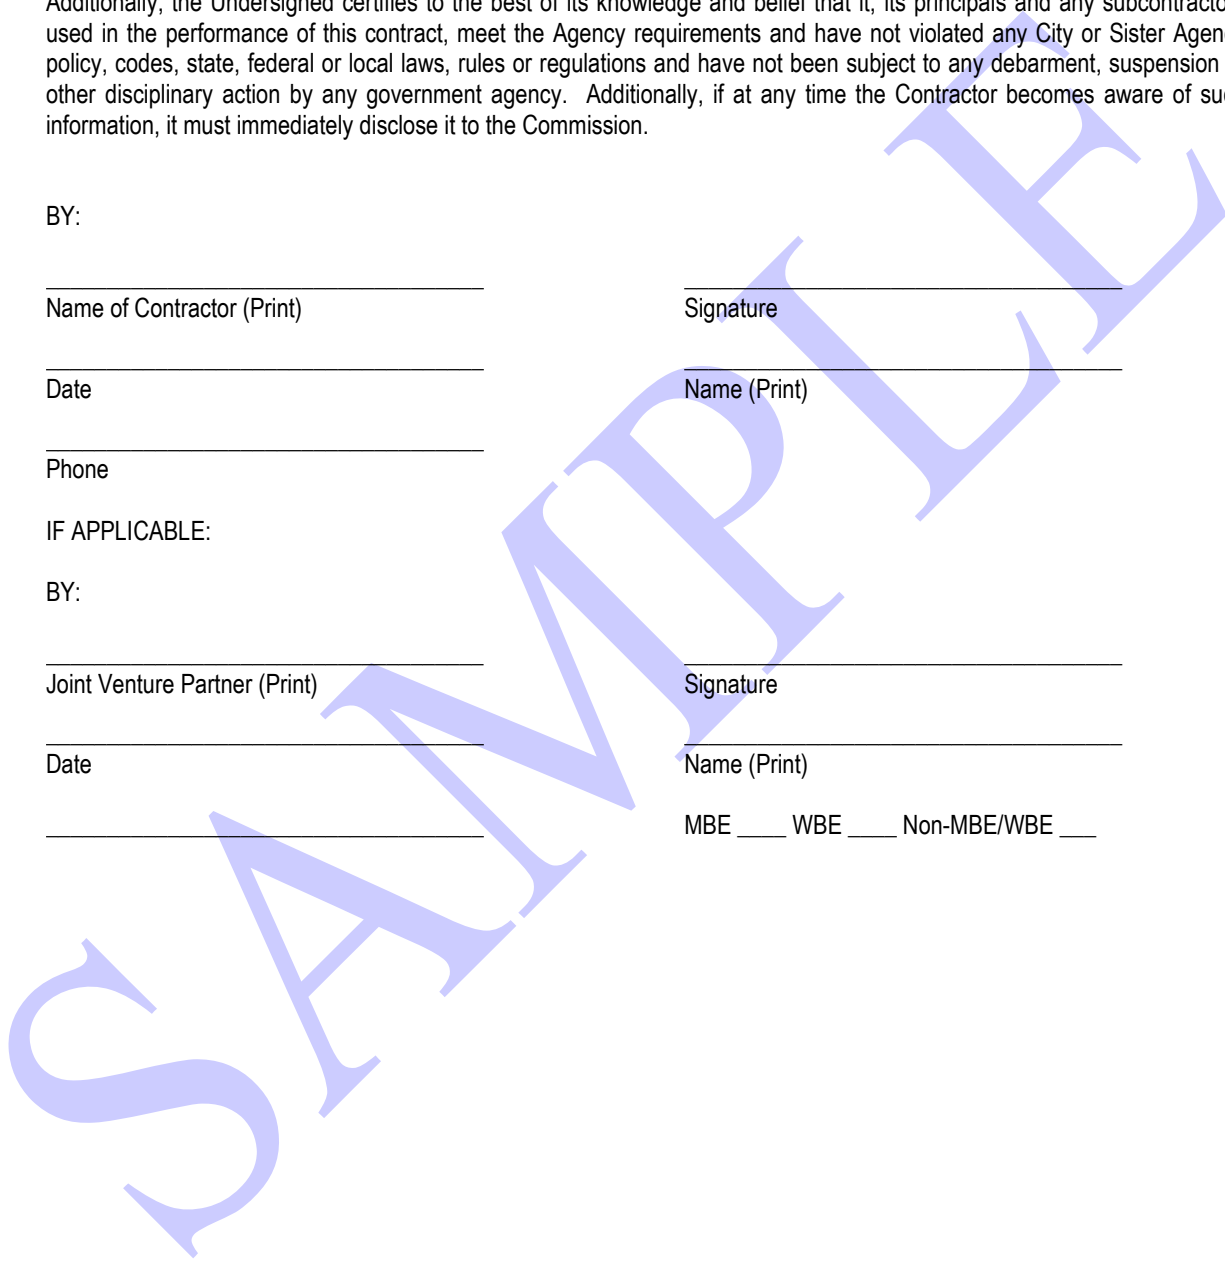 Additionally, the Undersigned certifies to the best of its knowledge and belief that it, its principals and any
used in the performance of this contract, meet the Agency requirements and have not violated any City or Sister
policy, codes, state, federal or local laws, rules or regulations and have not been subject to any debarment, suspension
other disciplinary action by any government agency. Additionally, if at any time the Contractor becomes aware of
information, it must immediately disclose it to the Commission.
BY:
Name of Contractor (Print) Signature
Date Name (Print)
Phone
IF APPLICABLE:
BY:
Joint Venture Partner (Print) Signature
Date Name (Print)
MBE ____ WBE ____ Non-MBE/WBE ___
SAMPLE